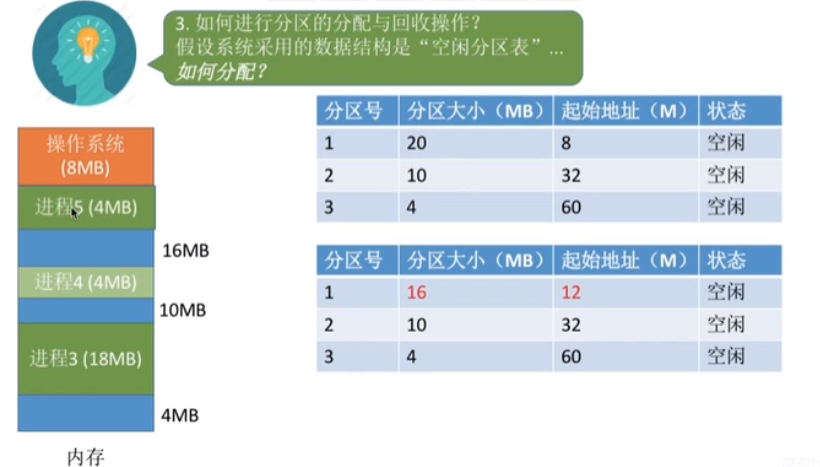 3. 如何进行分区的分配与回收操作？
假设系统采用的数据结构是“空闲分区表”…
如何分配？
操作系统
(8MB)
进程5 (4MB)
16MB
进程4 (4MB)
10MB
进程3 (18MB)
4MB
内存
分区号 分区大小（MB） 起始地址（M） 状态
1 20 8 空闲
2 10 32 空闲
3 4 60 空闲
分区号 分区大小（MB） 起始地址（M） 状态
1 16 12 空闲
2 10 32 空闲
3 4 60 空闲